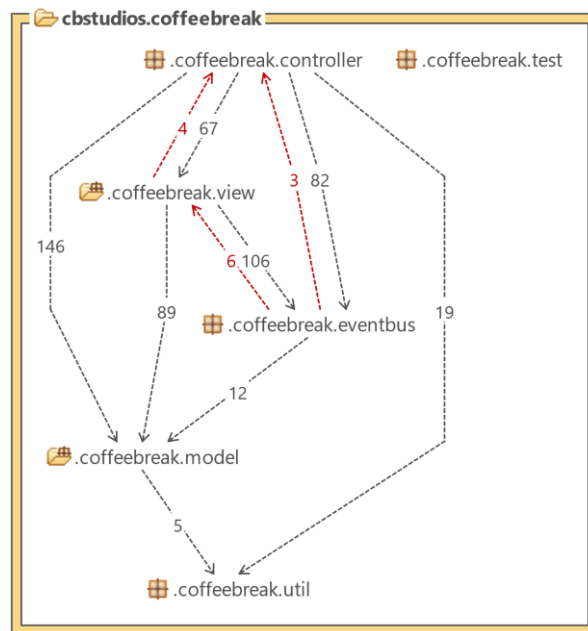 cbstudios.coffeebreak
.coffeebreak.controller
.coffeebreak.test
4
67
3
82
.coffeebreak.view
146
6
106
89
19
.coffeebreak.eventbus
12
.coffeebreak.model
5
.coffeebreak.util